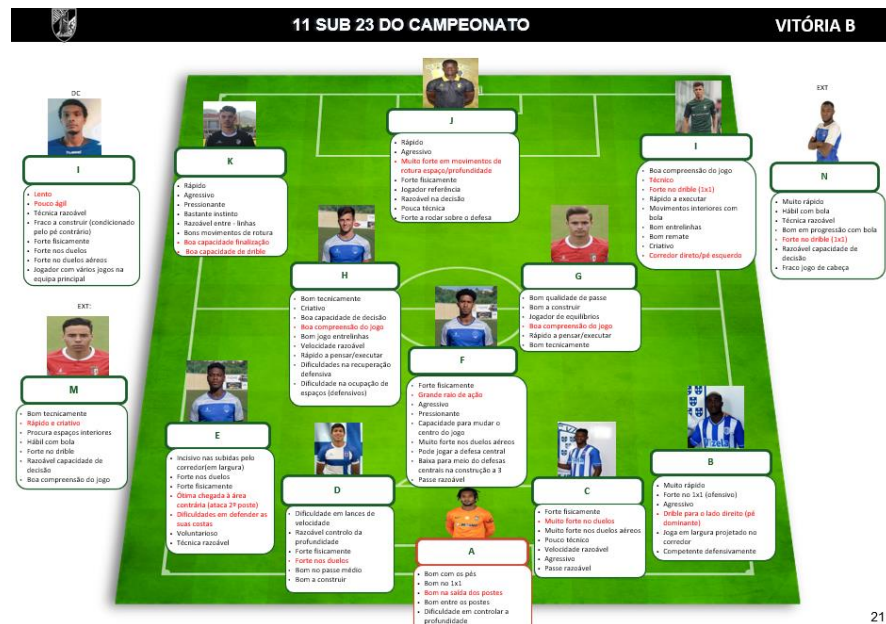 11 SUB 23 DO CAMPEONATO
VITÓRIA B
DC
I
• Lento
• Pouco ágil
• Técnica razoável
• Fraco a construir (condicionado
pelo pé contrário)
• Forte fisicamente
• Forte nos duelos
• Forte no duelos aéreos
• Jogador com vários jogos na
equipa principal
K
• Rápido
• Agressivo
• Pressionante
• Bastante instinto
• Razoável entre - linhas
• Bons movimentos de rotura
• Boa capacidade finalização
• Boa capacidade de drible
J
• Rápido
• Agressivo
• Muito forte em movimentos de
rotura espaço/profundidade
• Forte fisicamente
• Jogador referência
• Razoável na decisão
• Pouca técnica
• Forte a rodar sobre o defesa
I
• Boa compreensão do jogo
• Técnico
• Forte no drible (1x1)
• Rápido a executar
• Movimentos interiores com
bola
• Bom entrelinhas
• Bom remate
• Criativo
• Corredor direto/pé esquerdo
EXT
N
• Muito rápido
• Hábil com bola
• Técnica razoável
• Bom em progressão com bola
• Forte no drible (1x1)
• Razoável capacidade de
decisão
• Fraco jogo de cabeça
H
• Bom tecnicamente
• Criativo
• Boa capacidade de decisão
• Boa compreensão do jogo
• Bom jogo entrelinhas
• Velocidade razoável
• Rápido a pensar/executar
• Dificuldades na recuperação
defensiva
• Dificuldade na ocupação de
espaços (defensivos)
G
• Bom qualidade de passe
• Bom a construir
• Jogador de equilíbrios
• Boa compreensão do jogo
• Rápido a pensar/executar
• Bom tecnicamente
EXT:
M
• Bom tecnicamente
• Rápido e criativo
• Procura espaços interiores
• Hábil com bola
• Forte no drible
• Razoável capacidade de
decisão
• Boa compreensão do jogo
F
• Forte fisicamente
• Grande raio de ação
• Agressivo
• Pressionante
• Capacidade para mudar o
centro do jogo
• Muito forte nos duelos aéreos
• Pode jogar a defesa central
• Baixa para meio do defesas
centrais na construção a 3
• Passe razoável
E
• Incisivo nas subidas pelo
corredor(em largura)
• Forte nos duelos
• Forte fisicamente
• Ótima chegada à área
contrária (ataca 2º poste)
• Dificuldades em defender as
suas costas
• Voluntarioso
• Técnica razoável
D
• Dificuldade em lances de
velocidade
• Razoável controlo da
profundidade
• Forte fisicamente
• Forte nos duelos
• Bom no passe médio
• Bom a construir
C
• Forte fisicamente
• Muito forte no duelos
• Muito forte nos duelos aéreos
• Pouco técnico
• Velocidade razoável
• Agressivo
• Passe razoável
Vizela
B
• Muito rápido
• Forte no 1x1 (ofensivo)
• Agressivo
• Drible para o lado direito (pé
dominante)
• Joga em largura projetado no
corredor
• Competente defensivamente
A
• Bom com os pés
• Bom no 1x1
• Bom na saída dos postes
• Bom entre os postes
• Dificuldade em controlar a
profundidade
21